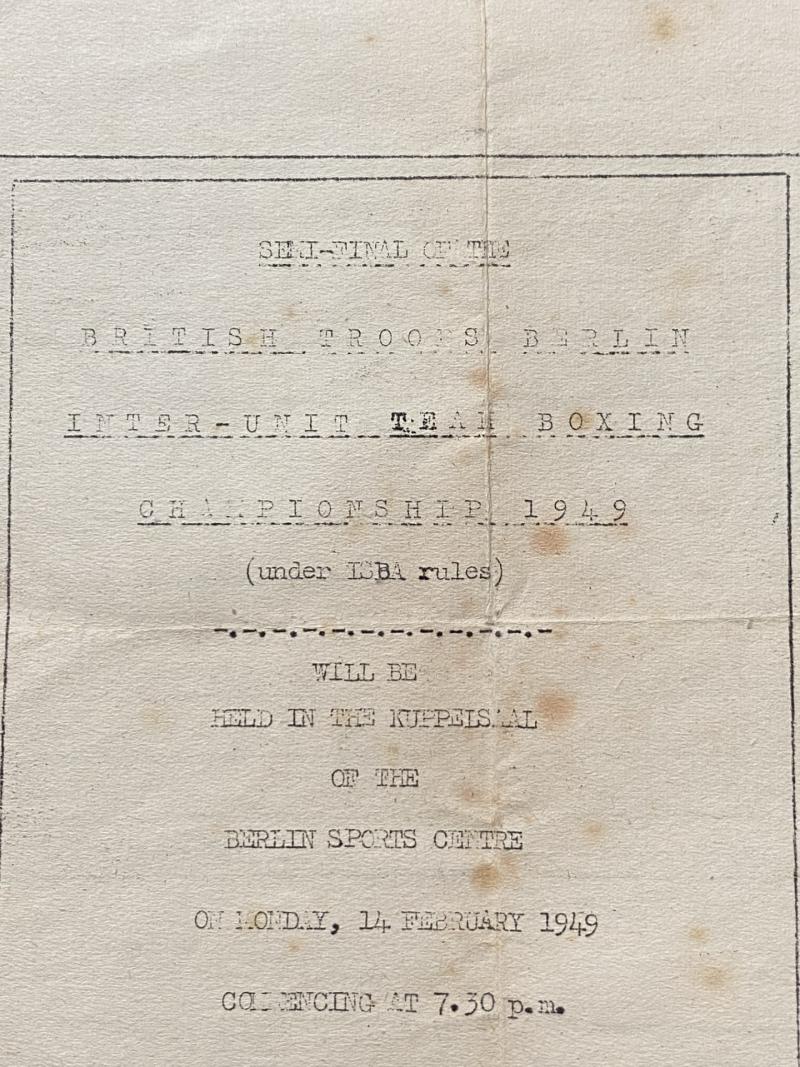 SEMI-FINAL OF THE
BRITISH TROOPS BERLIN
INTER-UNIT TEAM BOXING
CHAMPIONSHIP 1949
(under ISBA rules)
-.-.-.-.-.-.-.-.-.-.-.-
WILL BE
HELD IN THE KUPPELSAAL
OF THE
BERLIN SPORTS CENTRE
ON MONDAY, 14 FEBRUARY 1949
COMMENCING AT 7.30 p.m.